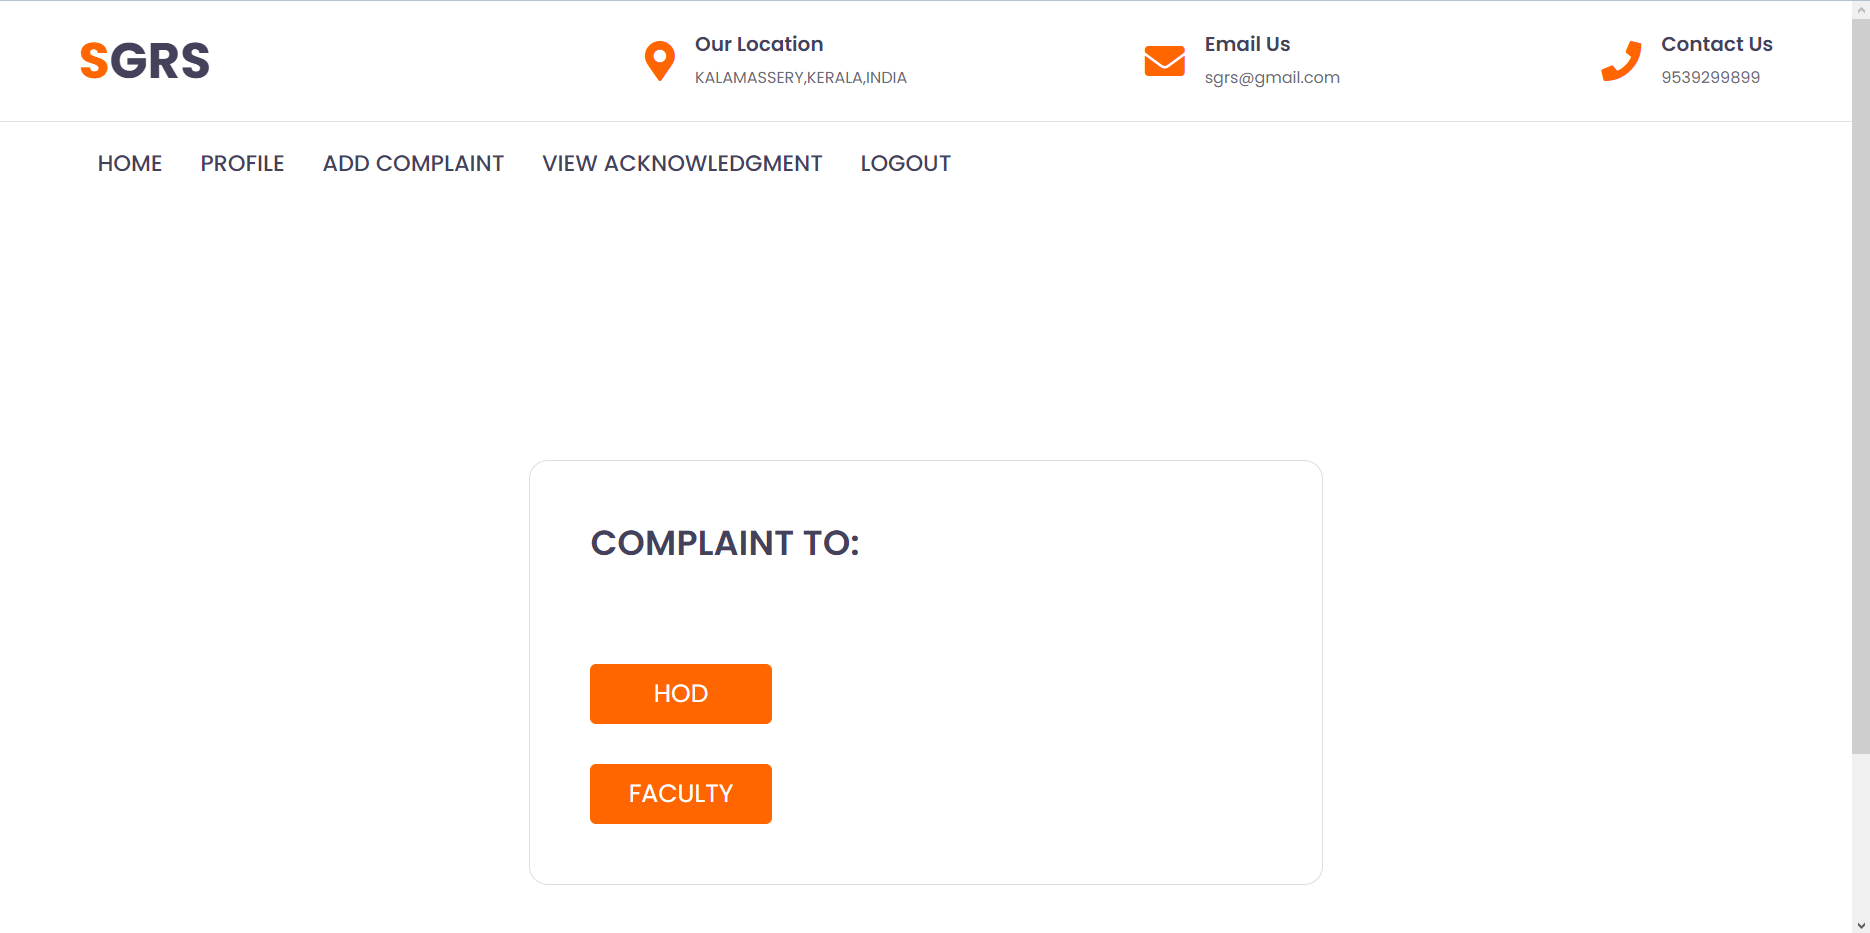 SGRS
Our Location
KALAMASSERY,KERALA,INDIA
Email Us
sgrs@gmail.com
Contact Us
9539299899
HOME PROFILE ADD COMPLAINT VIEW ACKNOWLEDGMENT LOGOUT
COMPLAINT TO:
HOD
FACULTY